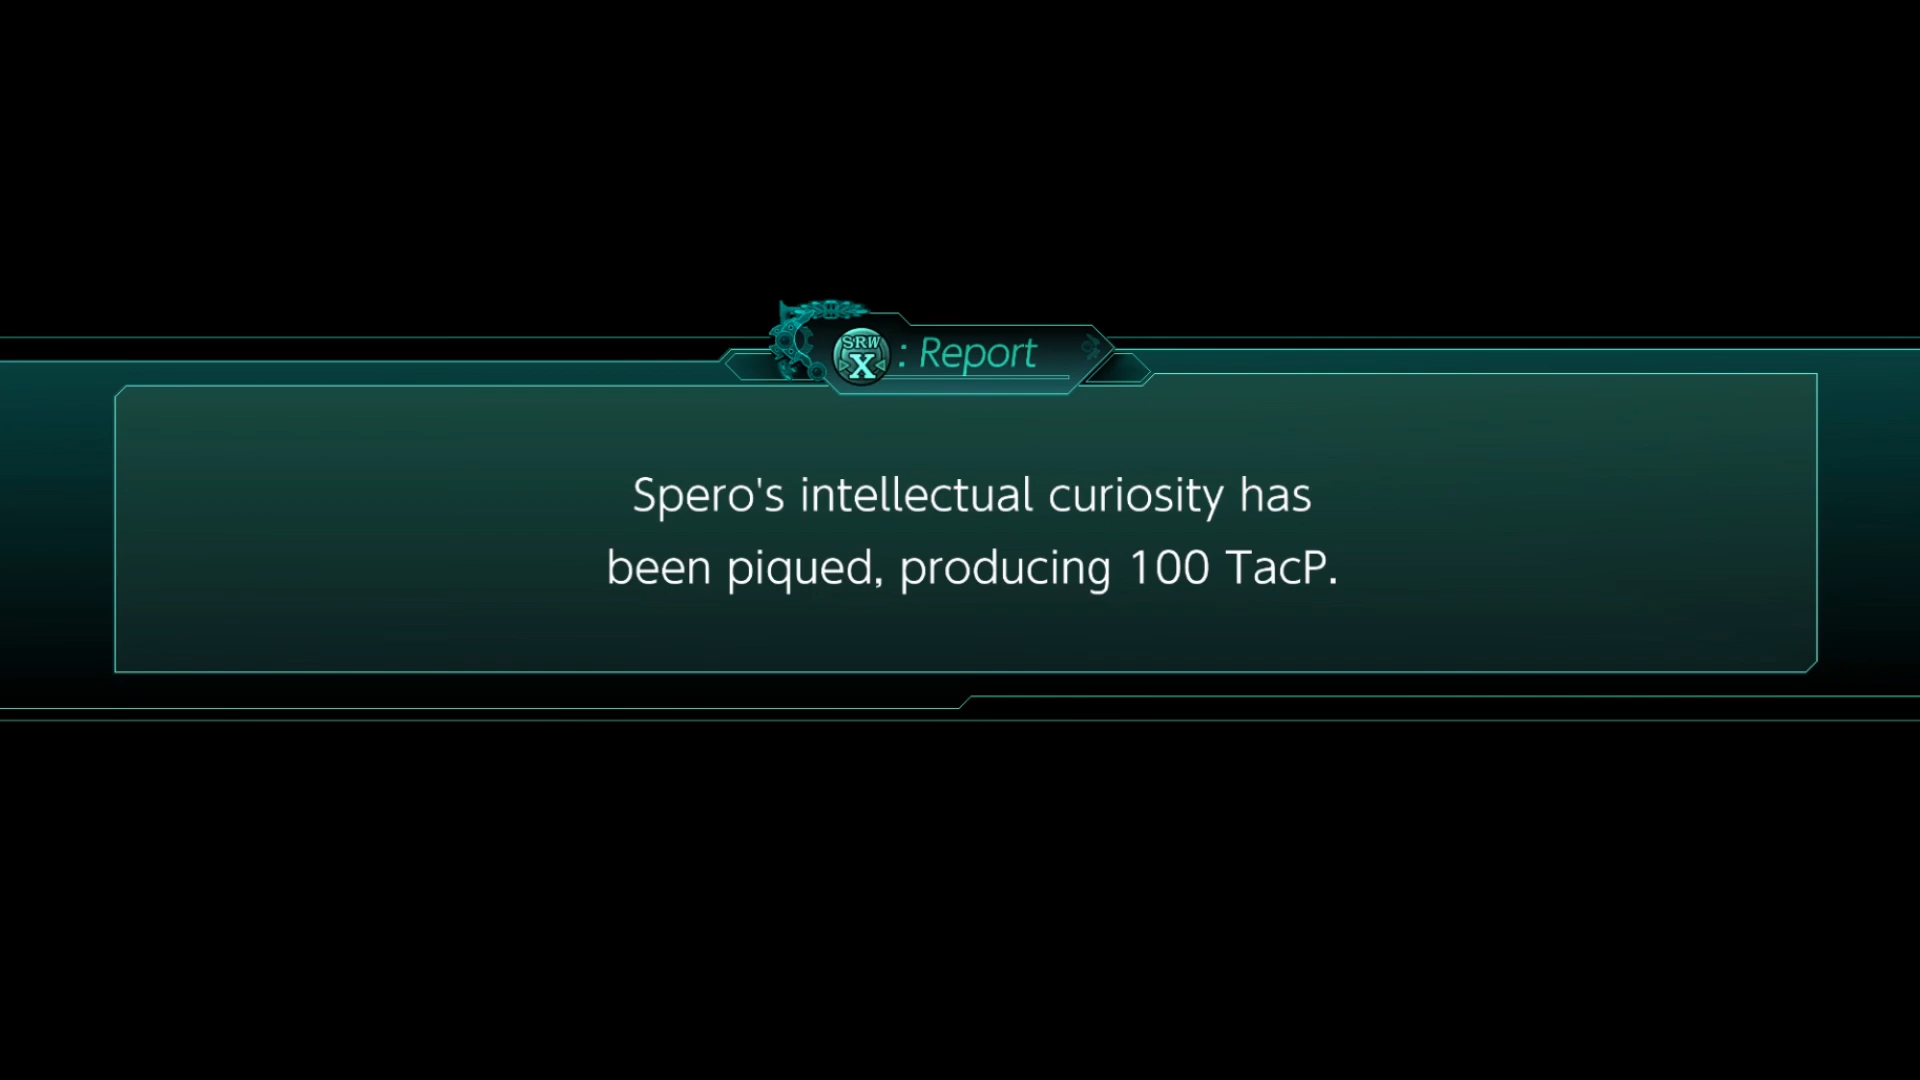 SRW
X : Report
Spero's intellectual curiosity has
been piqued, producing 100 TacP.